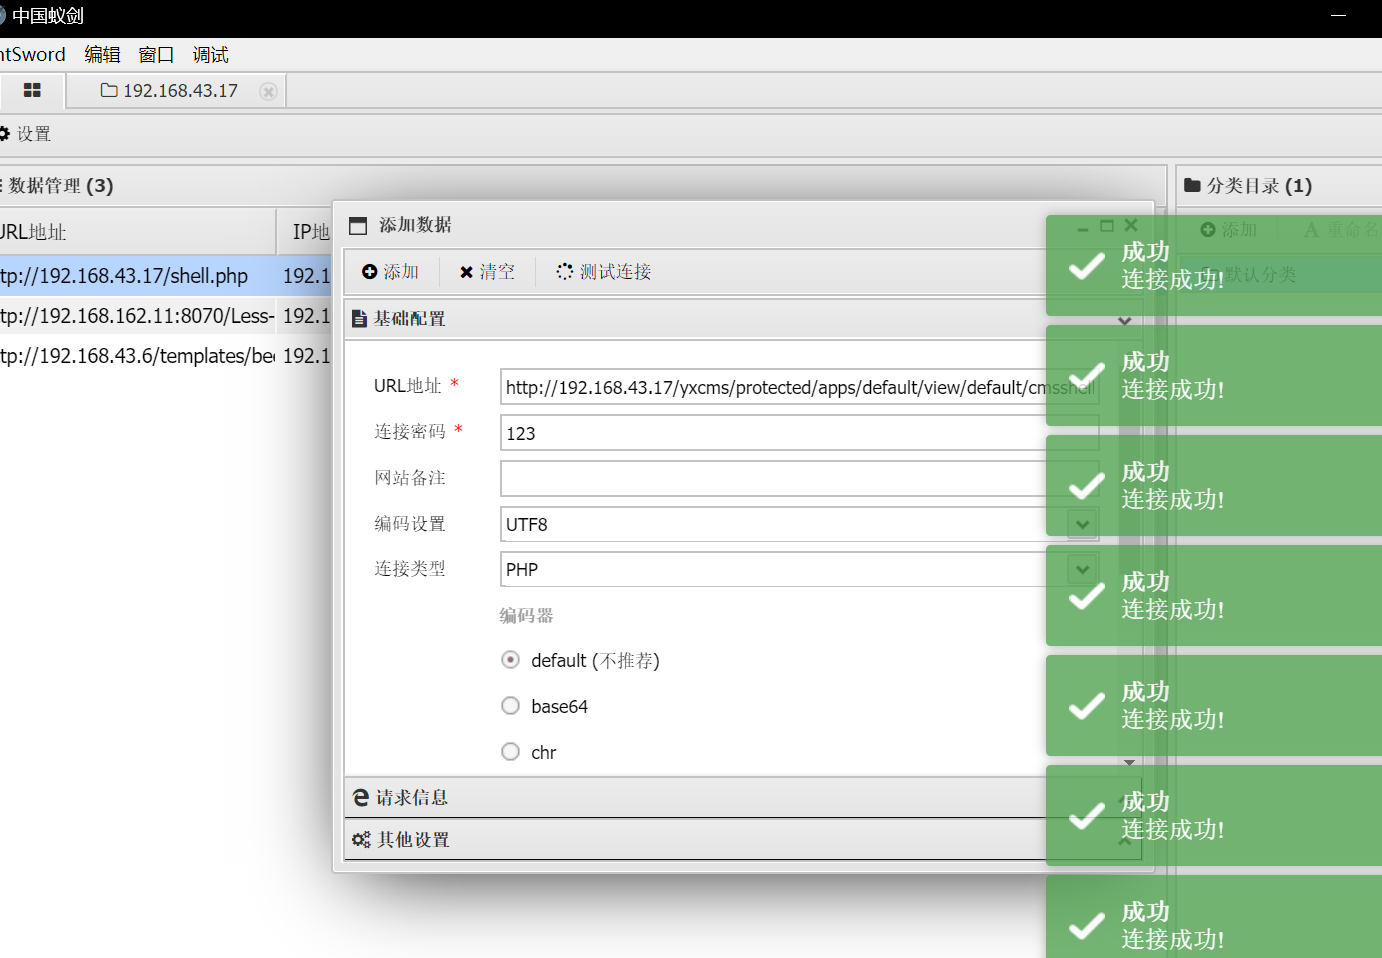 中国蚁剑
ntSword 编辑 窗口 调试
192.168.43.17
设置
数据管理 (3)
URL地址 IP地
tp://192.168.43.17/shell.php 192.1
tp://192.168.162.11:8070/Less- 192.1
tp://192.168.43.6/templates/bee 192.1
添加数据
添加 清空 测试连接
基础配置
URL地址 *
http://192.168.43.17/yxcms/protected/apps/default/view/default/cmsshell
连接密码 *
123
网站备注
编码设置
UTF8
连接类型
PHP
编码器
default (不推荐)
base64
chr
请求信息
其他设置
分类目录 (1)
添加 重命名
默认分类
成功
连接成功!
成功
连接成功!
成功
连接成功!
成功
连接成功!
成功
连接成功!
成功
连接成功!
成功
连接成功!